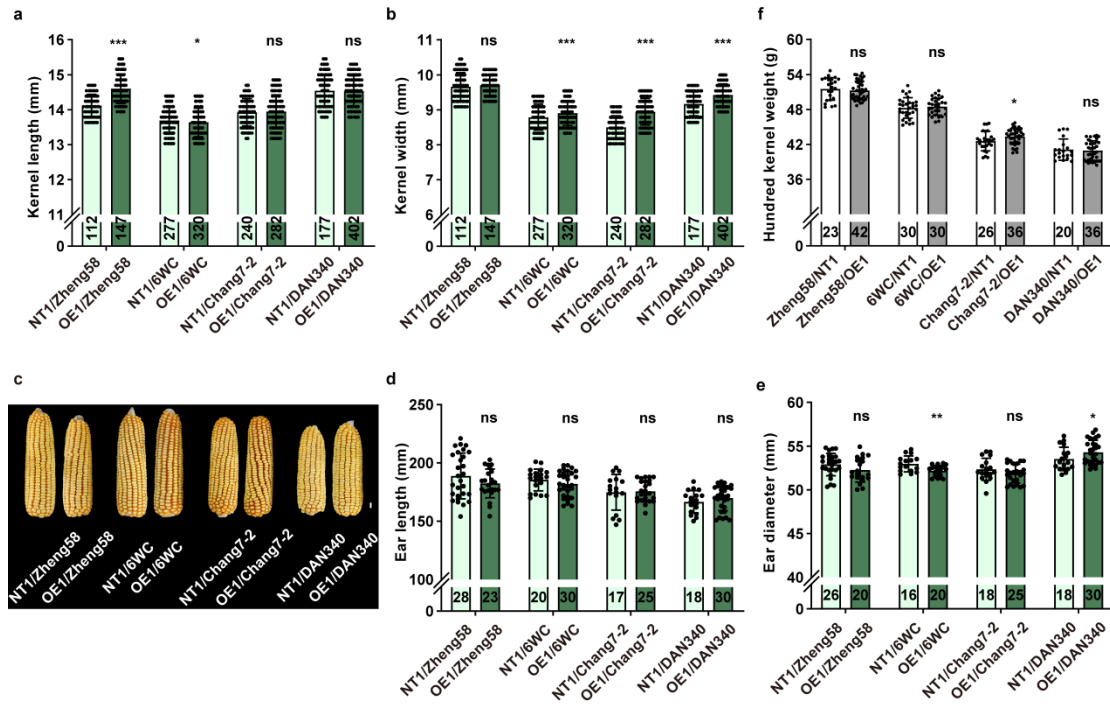 a
Kernel length (mm)
16
15
14
13
12
11
0
***
*
ns
ns
112
147
277
320
240
282
177
402
NT1/Zheng58
OE1/Zheng58
NT1/6WC
OE1/6WC
NT1/Chang7-2
OE1/Chang7-2
NT1/DAN340
OE1/DAN340
b
Kernel width (mm)
11
10
9
8
7
6
0
ns
***
***
***
112
147
277
320
240
282
177
402
NT1/Zheng58
OE1/Zheng58
NT1/6WC
OE1/6WC
NT1/Chang7-2
OE1/Chang7-2
NT1/DAN340
OE1/DAN340
f
Hundred kernel weight (g)
60
54
48
42
36
0
ns
ns
*
ns
23
42
30
30
26
36
20
36
Zheng58/NT1
Zheng58/OE1
6WC/NT1
6WC/OE1
Chang7-2/NT1
Chang7-2/OE1
DAN340/NT1
DAN340/OE1
c
NT1/Zheng58
OE1/Zheng58
NT1/6WC
OE1/6WC
NT1/Chang7-2
OE1/Chang7-2
NT1/DAN340
OE1/DAN340
d
Ear length (mm)
250
200
150
100
0
ns
ns
ns
ns
28
23
20
30
17
25
18
30
NT1/Zheng58
OE1/Zheng58
NT1/6WC
OE1/6WC
NT1/Chang7-2
OE1/Chang7-2
NT1/DAN340
OE1/DAN340
e
Ear diameter (mm)
60
55
50
45
40
0
ns
**
ns
*
26
20
16
20
18
25
18
30
NT1/Zheng58
OE1/Zheng58
NT1/6WC
OE1/6WC
NT1/Chang7-2
OE1/Chang7-2
NT1/DAN340
OE1/DAN340